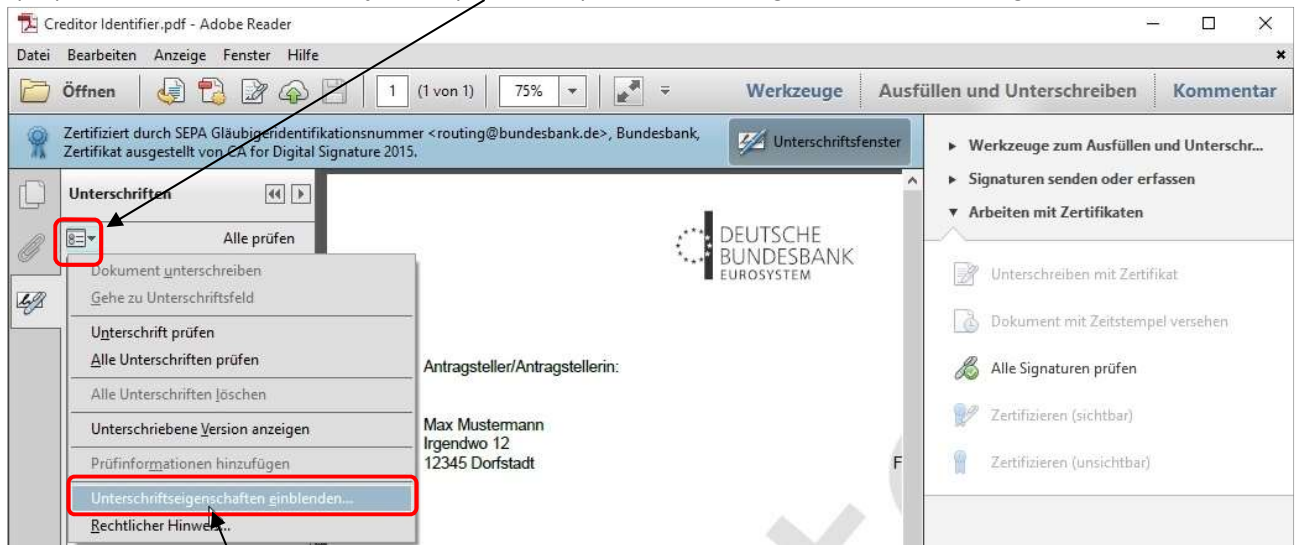 Creditor Identifier.pdf - Adobe Reader
Datei Bearbeiten Anzeige Fenster Hilfe
Öffnen 1 (1 von 1) 75% Werkzeuge Ausfüllen und Unterschreiben Kommentar
Zertifiziert durch SEPA Gläubigeridentifikationsnummer <routing@bundesbank.de>, Bundesbank,
Zertifikat ausgestellt von CA for Digital Signature 2015.
Unterschriftsfenster
Unterschriften
Alle prüfen
Dokument unterschreiben
Gehe zu Unterschriftsfeld
Unterschrift prüfen
Alle Unterschriften prüfen
Alle Unterschriften löschen
Unterschriebene Version anzeigen
Prüfinformationen hinzufügen
Unterschriftseigenschaften einblenden...
Rechtlicher Hinweis...
DEUTSCHE
BUNDESBANK
EUROSYSTEM
Antragsteller/Antragstellerin:
Max Mustermann
Irgendwo 12
12345 Dorfstadt
F
Werkzeuge zum Ausfüllen und Unterschr...
Signaturen senden oder erfassen
Arbeiten mit Zertifikaten
Unterschreiben mit Zertifikat
Dokument mit Zeitstempel versehen
Alle Signaturen prüfen
Zertifizieren (sichtbar)
Zertifizieren (unsichtbar)